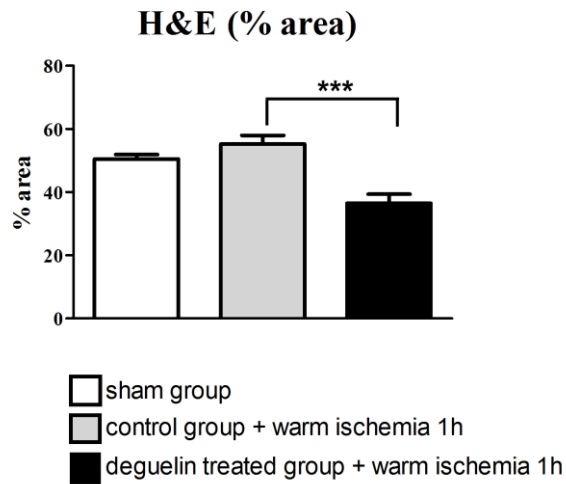 H&E (% area)
80
***
60
% area
40
20
0
sham group
control group + warm ischemia 1h
deguelin treated group + warm ischemia 1h